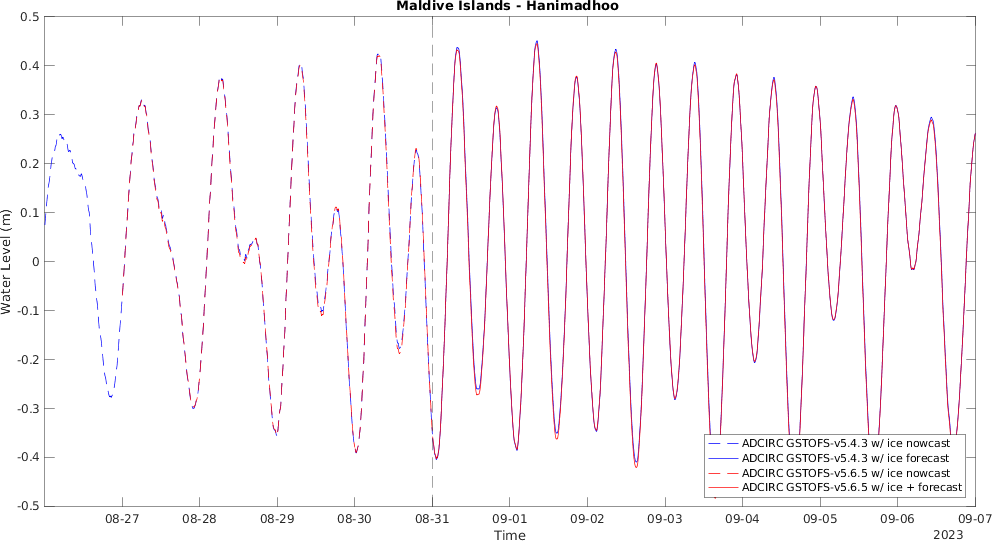 Maldive Islands - Hanimadhoo
0.5
0.4
0.3
0.2
0.1
0
-0.1
-0.2
-0.3
-0.4
-0.5
Water Level (m)
ADCIRC GSTOFS-v5.4.3 w/ ice nowcast
ADCIRC GSTOFS-v5.4.3 w/ ice forecast
ADCIRC GSTOFS-v5.6.5 w/ ice nowcast
ADCIRC GSTOFS-v5.6.5 w/ ice + forecast
08-27 08-28 08-29 08-30 08-31 09-01 09-02 09-03 09-04 09-05 09-06 09-07
Time
2023